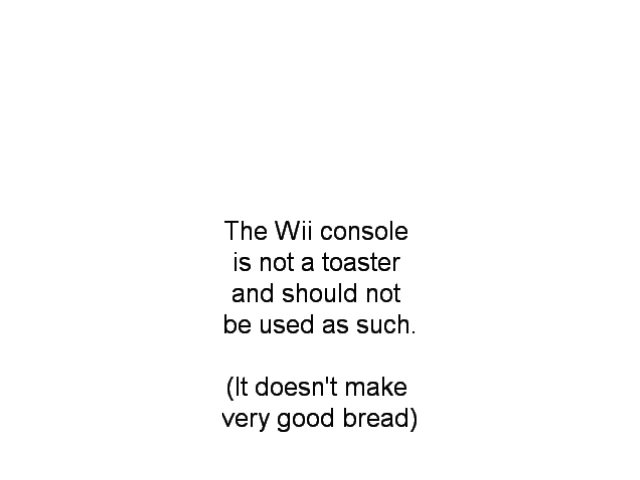 The Wii console
is not a toaster
and should not
be used as such.
(It doesn't make
very good bread)